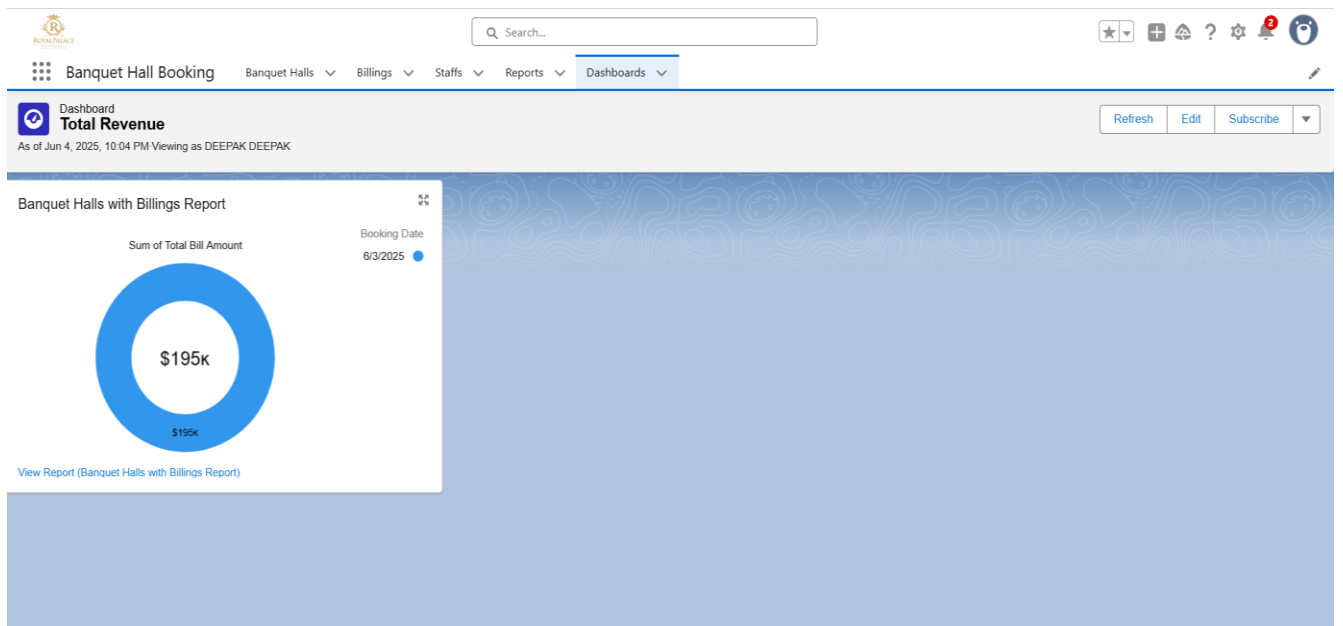 R
ROYALPALACE
Search...
2
Banquet Hall Booking
Banquet Halls
Billings
Staffs
Reports
Dashboards
Dashboard
Total Revenue
As of Jun 4, 2025, 10:04 PM·Viewing as DEEPAK DEEPAK
Refresh
Edit
Subscribe
Banquet Halls with Billings Report
Sum of Total Bill Amount
Booking Date
6/3/2025
$195K
$195K
View Report (Banquet Halls with Billings Report)